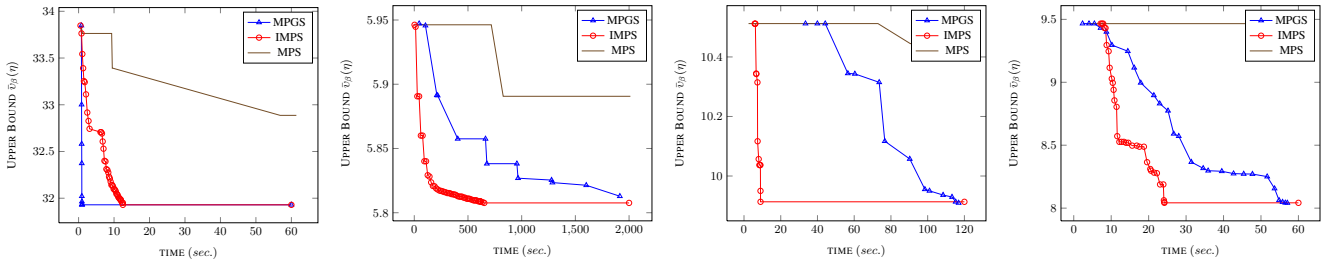 UPPER BOUND ṽβ(η)
34
33.5
33
32.5
32
0
10
20
30
40
50
60
TIME (sec.)
MPGS
IMPS
MPS
UPPER BOUND ṽβ(η)
5.95
5.9
5.85
5.8
0
500
1,000
1,500
2,000
TIME (sec.)
MPGS
IMPS
MPS
UPPER BOUND ṽβ(η)
10.4
10.2
10
0
20
40
60
80
100
120
TIME (sec.)
MPGS
IMPS
MPS
UPPER BOUND ṽβ(η)
9.5
9
8.5
8
0
10
20
30
40
50
60
TIME (sec.)
MPGS
IMPS
MPS